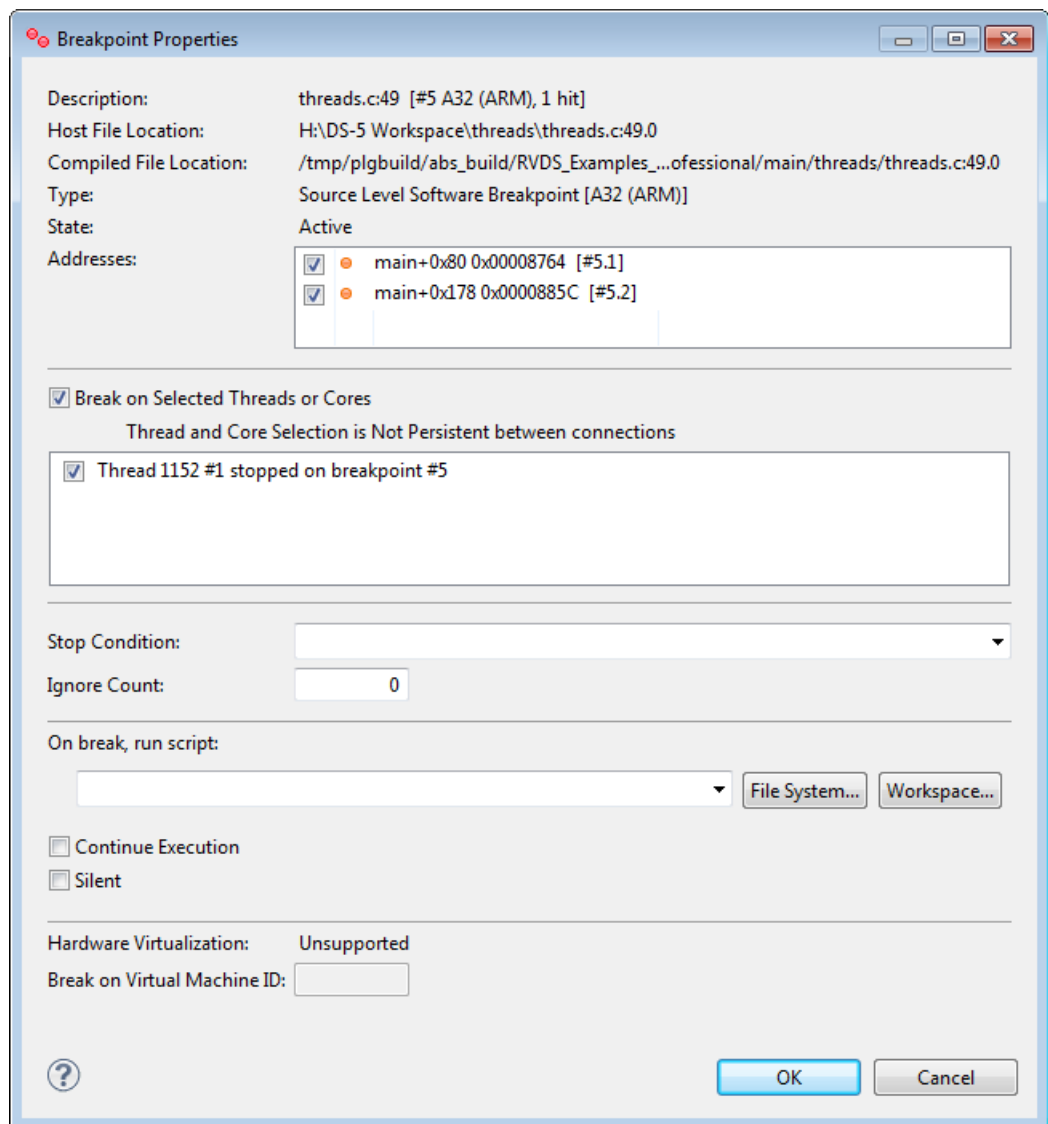 Breakpoint Properties
Description: threads.c:49 [#5 A32 (ARM), 1 hit]
Host File Location: H:\DS-5 Workspace\threads\threads.c:49.0
Compiled File Location: /tmp/plgbuild/abs_build/RVDS_Examples_...ofessional/main/threads/threads.c:49.0
Type: Source Level Software Breakpoint [A32 (ARM)]
State: Active
Addresses: main+0x80 0x00008764 [#5.1]
main+0x178 0x0000885C [#5.2]
Break on Selected Threads or Cores
Thread and Core Selection is Not Persistent between connections
Thread 1152 #1 stopped on breakpoint #5
Stop Condition:
Ignore Count: 0
On break, run script:
File System... Workspace...
Continue Execution
Silent
Hardware Virtualization: Unsupported
Break on Virtual Machine ID:
? OK Cancel